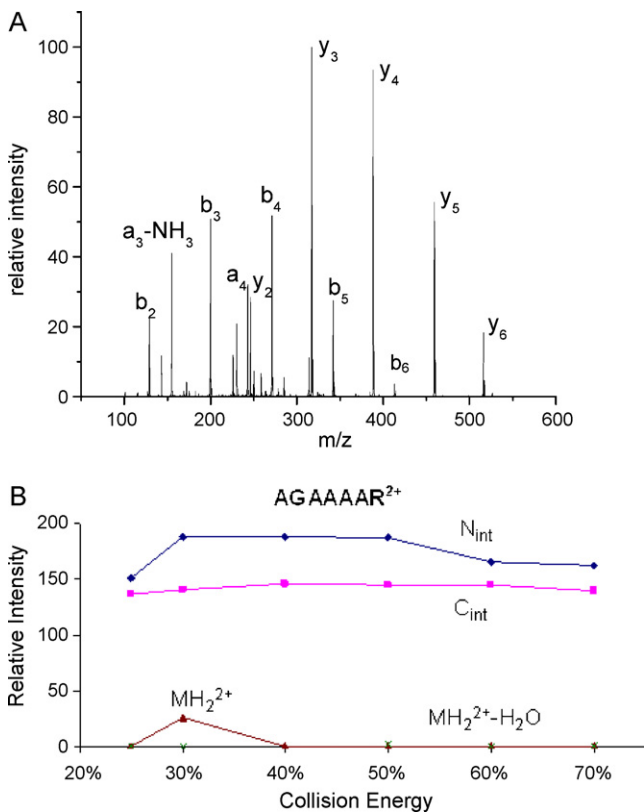 A
relative intensity
100
80
60
40
20
0
y₃
y₄
b₃
b₄
y₅
a₃-NH₃
a₄ y₂
b₂
b₅
y₆
b₆
100 200 300 400 500 600
m/z
B
AGAAAAR²⁺
Relative Intensity
200
150
100
50
0
N_int
C_int
MH₂²⁺
MH₂²⁺-H₂O
20% 30% 40% 50% 60% 70%
Collision Energy